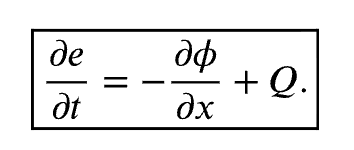 ∂e/∂t = −∂ϕ/∂x + Q.